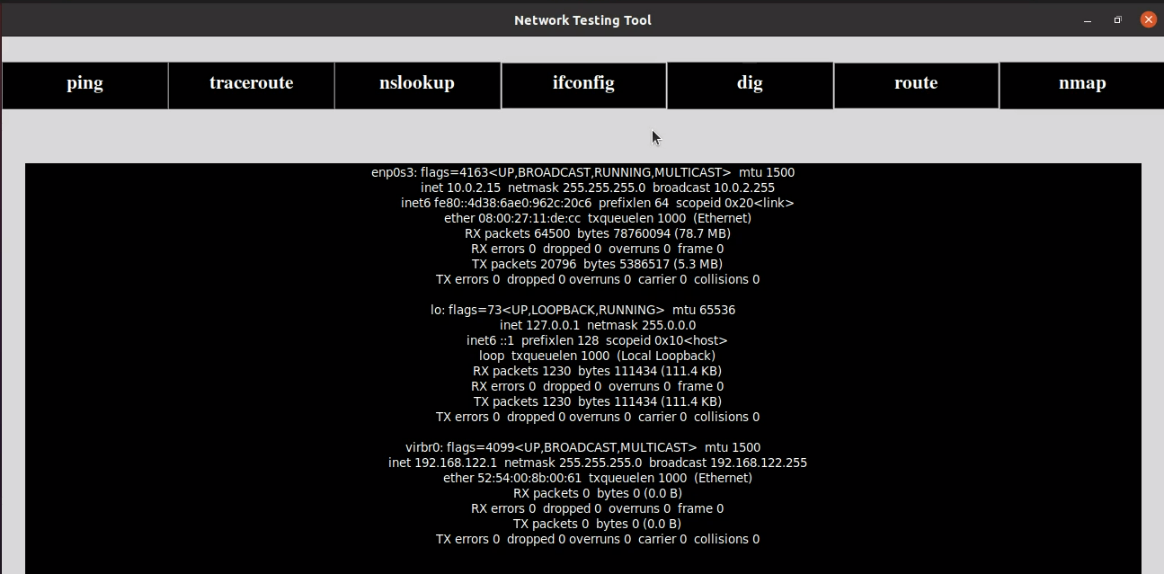 Network Testing Tool
ping traceroute nslookup ifconfig dig route nmap
enp0s3: flags=4163<UP,BROADCAST,RUNNING,MULTICAST>  mtu 1500
inet 10.0.2.15  netmask 255.255.255.0  broadcast 10.0.2.255
inet6 fe80::4d38:6ae0:962c:20c6  prefixlen 64  scopeid 0x20<link>
ether 08:00:27:11:de:cc  txqueuelen 1000  (Ethernet)
RX packets 64500  bytes 78760094 (78.7 MB)
RX errors 0  dropped 0  overruns 0  frame 0
TX packets 20796  bytes 5386517 (5.3 MB)
TX errors 0  dropped 0 overruns 0  carrier 0  collisions 0
lo: flags=73<UP,LOOPBACK,RUNNING>  mtu 65536
inet 127.0.0.1  netmask 255.0.0.0
inet6 ::1  prefixlen 128  scopeid 0x10<host>
loop  txqueuelen 1000  (Local Loopback)
RX packets 1230  bytes 111434 (111.4 KB)
RX errors 0  dropped 0  overruns 0  frame 0
TX packets 1230  bytes 111434 (111.4 KB)
TX errors 0  dropped 0 overruns 0  carrier 0  collisions 0
virbr0: flags=4099<UP,BROADCAST,MULTICAST>  mtu 1500
inet 192.168.122.1  netmask 255.255.255.0  broadcast 192.168.122.255
ether 52:54:00:8b:00:61  txqueuelen 1000  (Ethernet)
RX packets 0  bytes 0 (0.0 B)
RX errors 0  dropped 0  overruns 0  frame 0
TX packets 0  bytes 0 (0.0 B)
TX errors 0  dropped 0 overruns 0  carrier 0  collisions 0